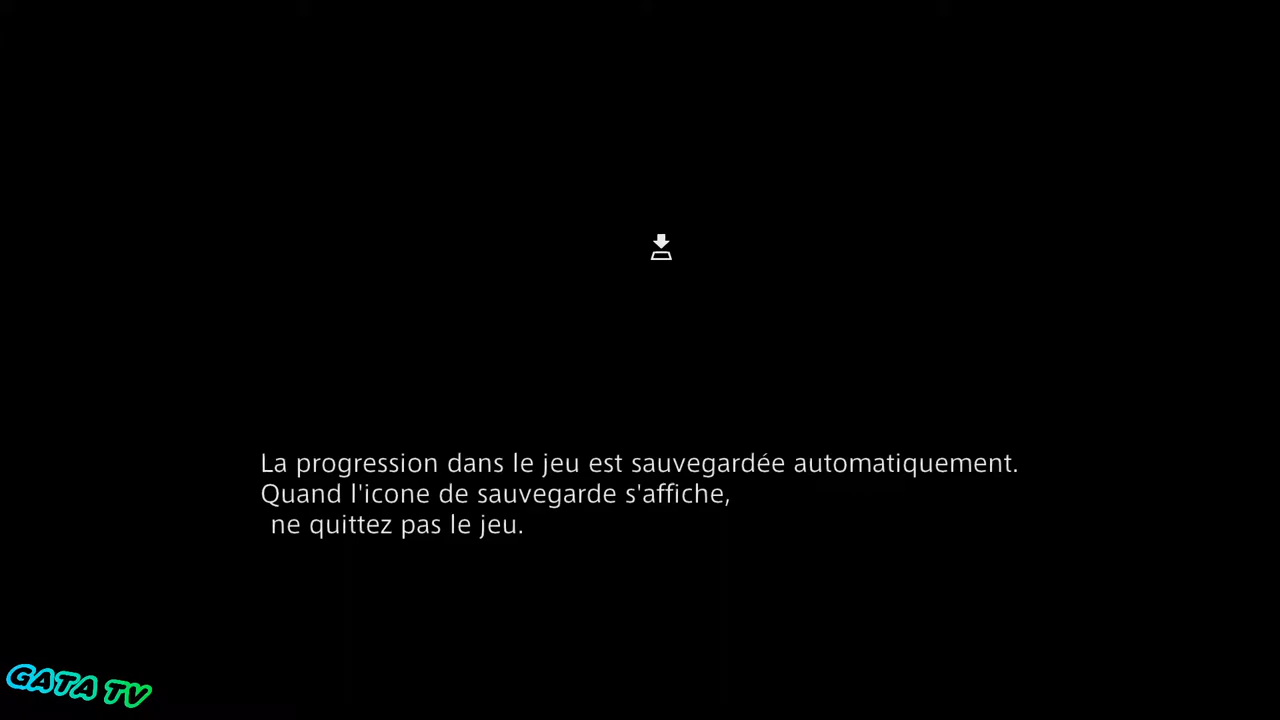 La progression dans le jeu est sauvegardée automatiquement.
Quand l'icone de sauvegarde s'affiche,
ne quittez pas le jeu.
GATA TV